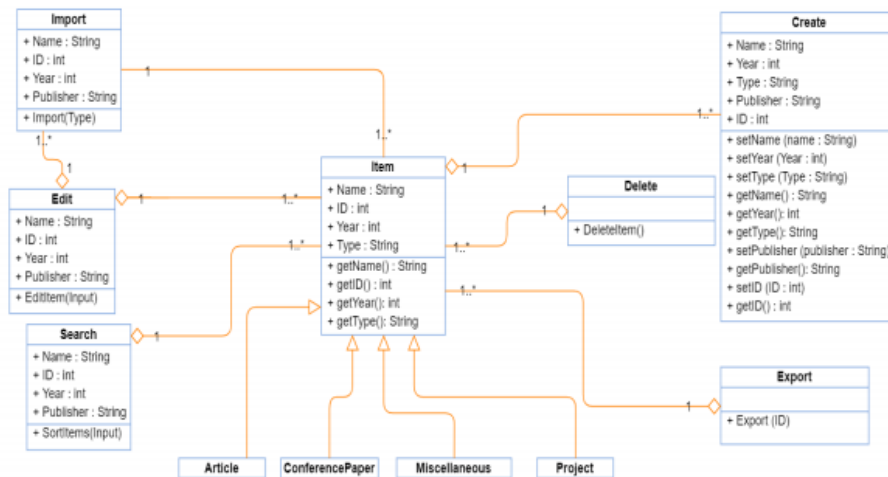 Import
+ Name : String
+ ID : int
+ Year : int
+ Publisher : String
+ Import(Type)
1
1..*
1..*
1
Edit
+ Name : String
+ ID : int
+ Year : int
+ Publisher : String
+ EditItem(Input)
1
1..*
Search
+ Name : String
+ ID : int
+ Year : int
+ Publisher : String
+ SortItems(Input)
1
1..*
Item
+ Name : String
+ ID : int
+ Year : int
+ Type : String
+ getName() : String
+ getID() : int
+ getYear(): int
+ getType(): String
1
1..*
Create
+ Name : String
+ Year : int
+ Type : String
+ Publisher : String
+ ID : int
+ setName (name : String)
+ setYear (Year : int)
+ setType (Type : String)
+ getName() : String
+ getYear(): int
+ getType(): String
+ setPublisher (publisher : String)
+ getPublisher(): String
+ setID (ID : int)
+ getID() : int
Delete
+ DeleteItem()
1
1..*
1..*
1
Export
+ Export (ID)
Article
ConferencePaper
Miscellaneous
Project